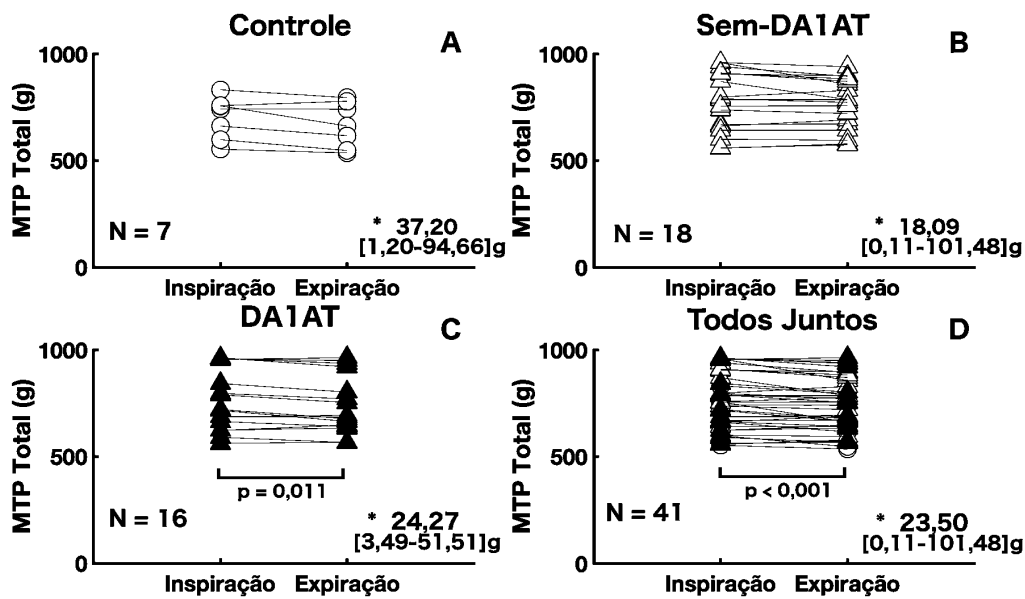 Controle
A
MTP Total (g)
1000
500
0
N = 7
* 37,20
[1,20-94,66]g
Inspiração Expiração
Sem-DA1AT
B
MTP Total (g)
1000
500
0
N = 18
* 18,09
[0,11-101,48]g
Inspiração Expiração
DA1AT
C
MTP Total (g)
1000
500
0
p = 0,011
N = 16
* 24,27
[3,49-51,51]g
Inspiração Expiração
Todos Juntos
D
MTP Total (g)
1000
500
0
p < 0,001
N = 41
* 23,50
[0,11-101,48]g
Inspiração Expiração